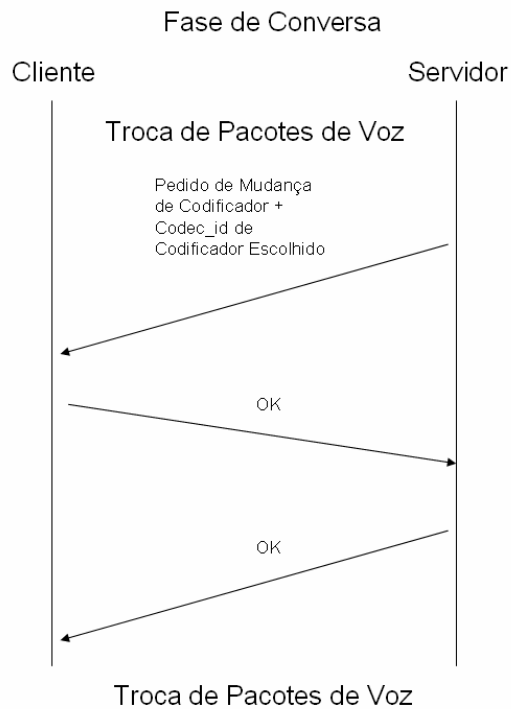 Fase de Conversa
Cliente
Servidor
Troca de Pacotes de Voz
Pedido de Mudança
de Codificador +
Codec_id de
Codificador Escolhido
OK
OK
Troca de Pacotes de Voz